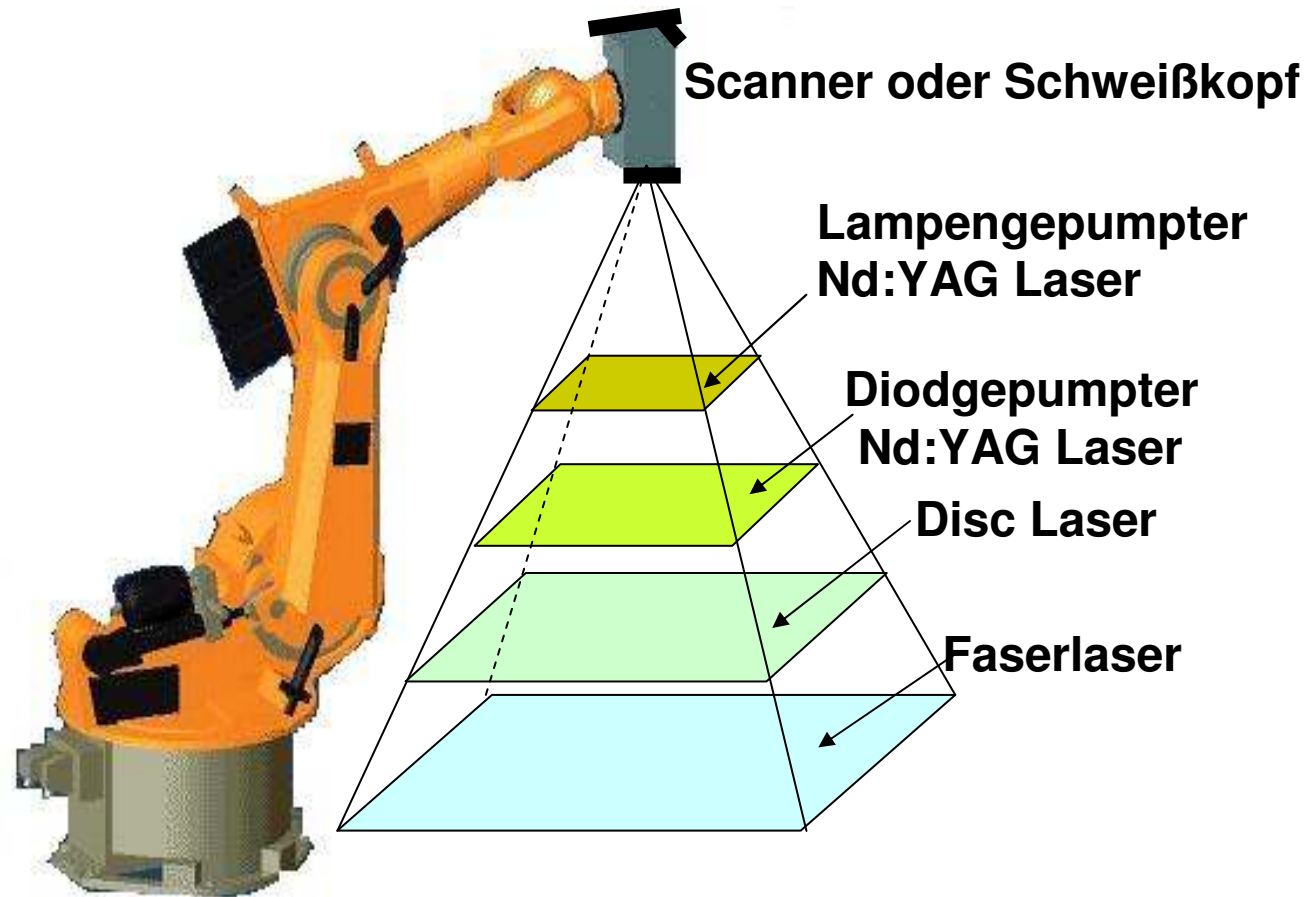 Scanner oder Schweißkopf
Lampengepumpter
Nd:YAG Laser
Diodgepumpter
Nd:YAG Laser
Disc Laser
Faserlaser